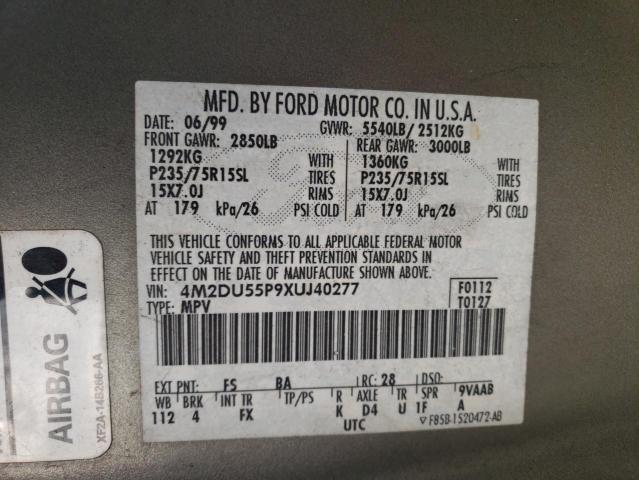 MFD. BY FORD MOTOR CO. IN U.S.A.
DATE: 06/99 GVWR: 5540LB/ 2512KG
FRONT GAWR: 2850LB REAR GAWR: 3000LB
1292KG WITH 1360KG WITH
P235/75R15SL TIRES P235/75R15SL TIRES
15X7.0J RIMS 15X7.0J RIMS
AT 179 kPa/26 PSI COLD AT 179 kPa/26 PSI COLD
THIS VEHICLE CONFORMS TO ALL APPLICABLE FEDERAL MOTOR
VEHICLE SAFETY AND THEFT PREVENTION STANDARDS IN
EFFECT ON THE DATE OF MANUFACTURE SHOWN ABOVE.
VIN: 4M2DU55P9XUJ40277 F0112
TYPE: MPV T0127
EXT PNT: FS BA RC: 28 DSO:
WB BRK INT TR TP/PS R AXLE TR SPR 9VAAB
112 4 FX K D4 U 1F A
UTC ▽F85B-1520472-AB
AIRBAG
XF2A-14B266-AA